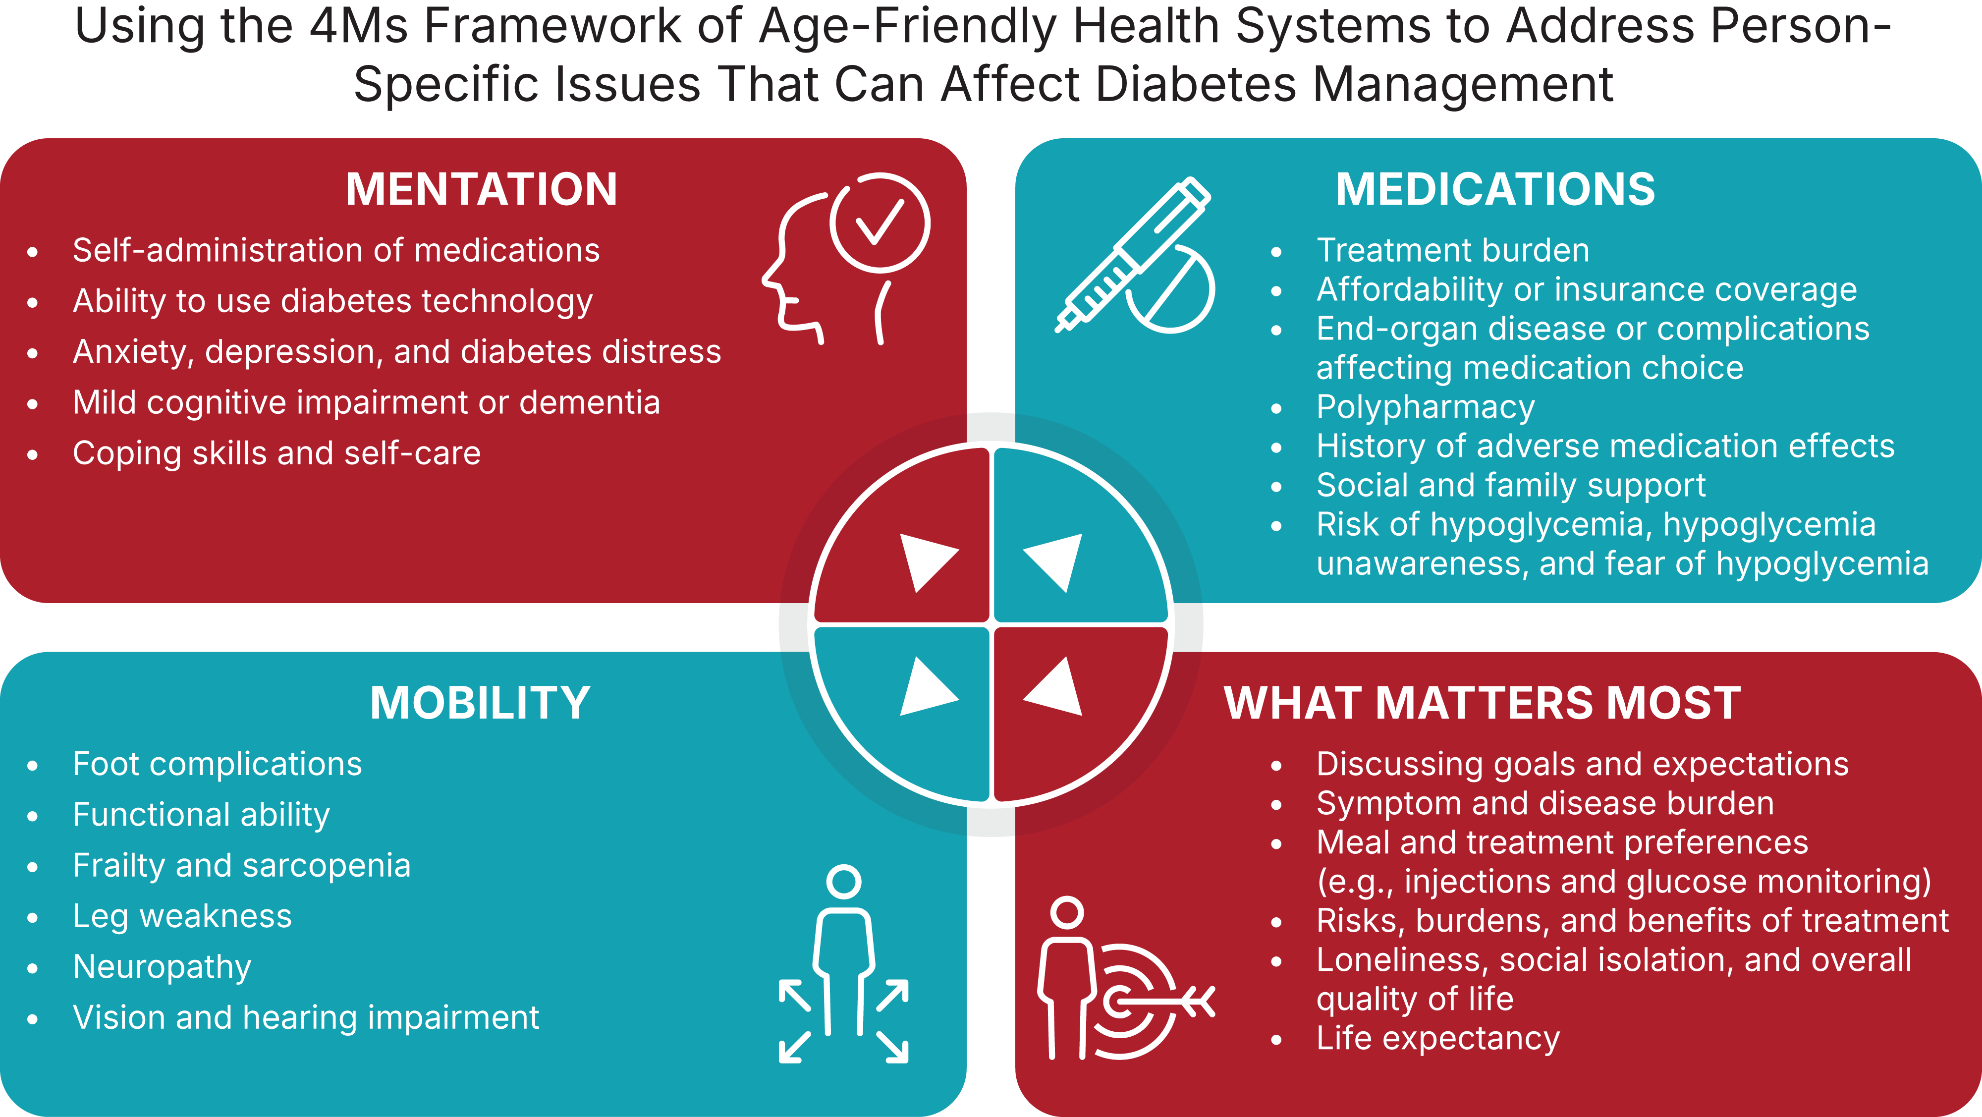 Using the 4Ms Framework of Age-Friendly Health Systems to Address Person-
Specific Issues That Can Affect Diabetes Management
MENTATION
• Self-administration of medications
• Ability to use diabetes technology
• Anxiety, depression, and diabetes distress
• Mild cognitive impairment or dementia
• Coping skills and self-care
MEDICATIONS
• Treatment burden
• Affordability or insurance coverage
• End-organ disease or complications
affecting medication choice
• Polypharmacy
• History of adverse medication effects
• Social and family support
• Risk of hypoglycemia, hypoglycemia
unawareness, and fear of hypoglycemia
MOBILITY
• Foot complications
• Functional ability
• Frailty and sarcopenia
• Leg weakness
• Neuropathy
• Vision and hearing impairment
WHAT MATTERS MOST
• Discussing goals and expectations
• Symptom and disease burden
• Meal and treatment preferences
(e.g., injections and glucose monitoring)
• Risks, burdens, and benefits of treatment
• Loneliness, social isolation, and overall
quality of life
• Life expectancy